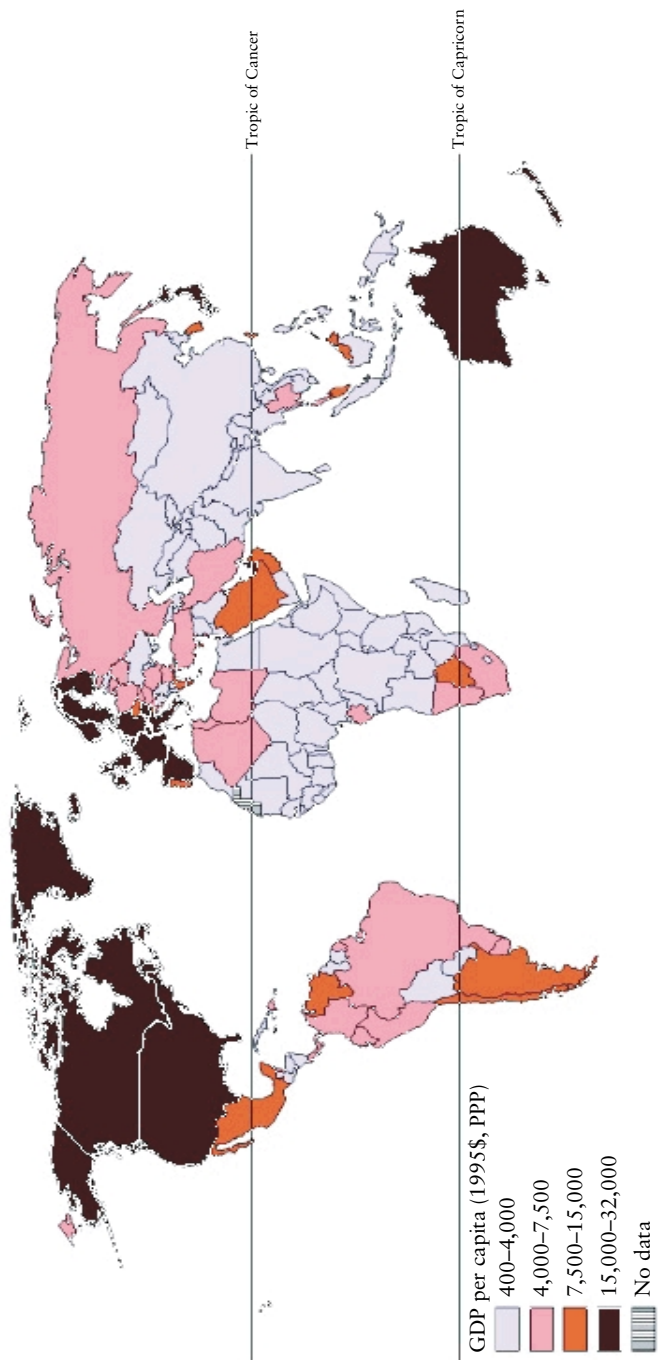 Tropic of Cancer
Tropic of Capricorn
GDP per capita (1995$, PPP)
400–4,000
4,000–7,500
7,500–15,000
15,000–32,000
No data